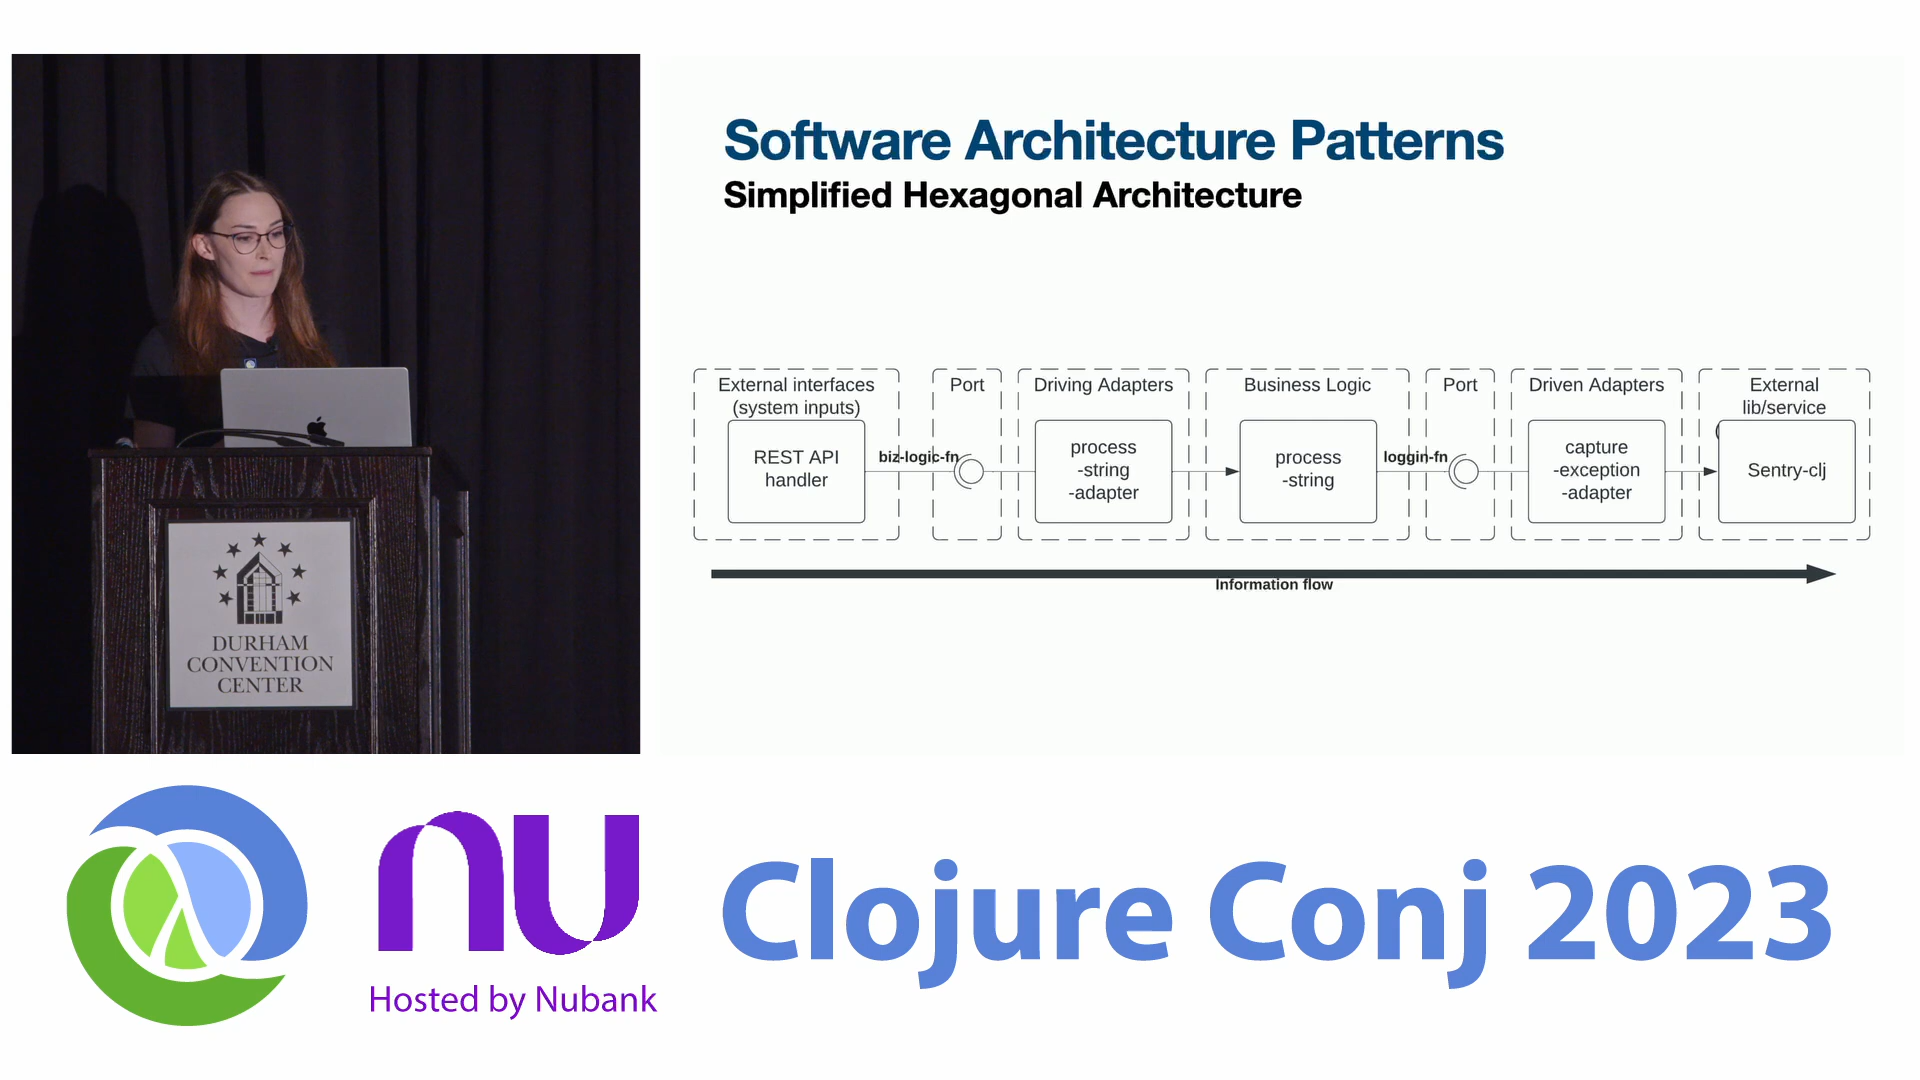 Software Architecture Patterns
Simplified Hexagonal Architecture
External interfaces
(system inputs)
REST API
handler
biz-logic-fn
Port
Driving Adapters
process
-string
-adapter
Business Logic
process
-string
loggin-fn
Port
Driven Adapters
capture
-exception
-adapter
External
lib/service
Sentry-clj
Information flow
DURHAM
CONVENTION
CENTER
nu
Hosted by Nubank
Clojure Conj 2023